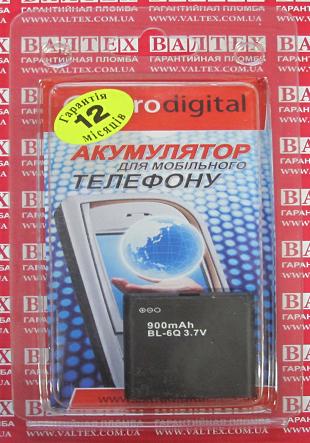 ВАЛТЕХ
ГАРАНТИЙНАЯ ПЛОМБА
WWW.VALTEX.COM.UA
rodigital
Гарантія
12
місяців
АКУМУЛЯТОР
ДЛЯ МОБІЛЬНОГО
ТЕЛЕФОНУ
900mAh
BL-6Q 3.7V